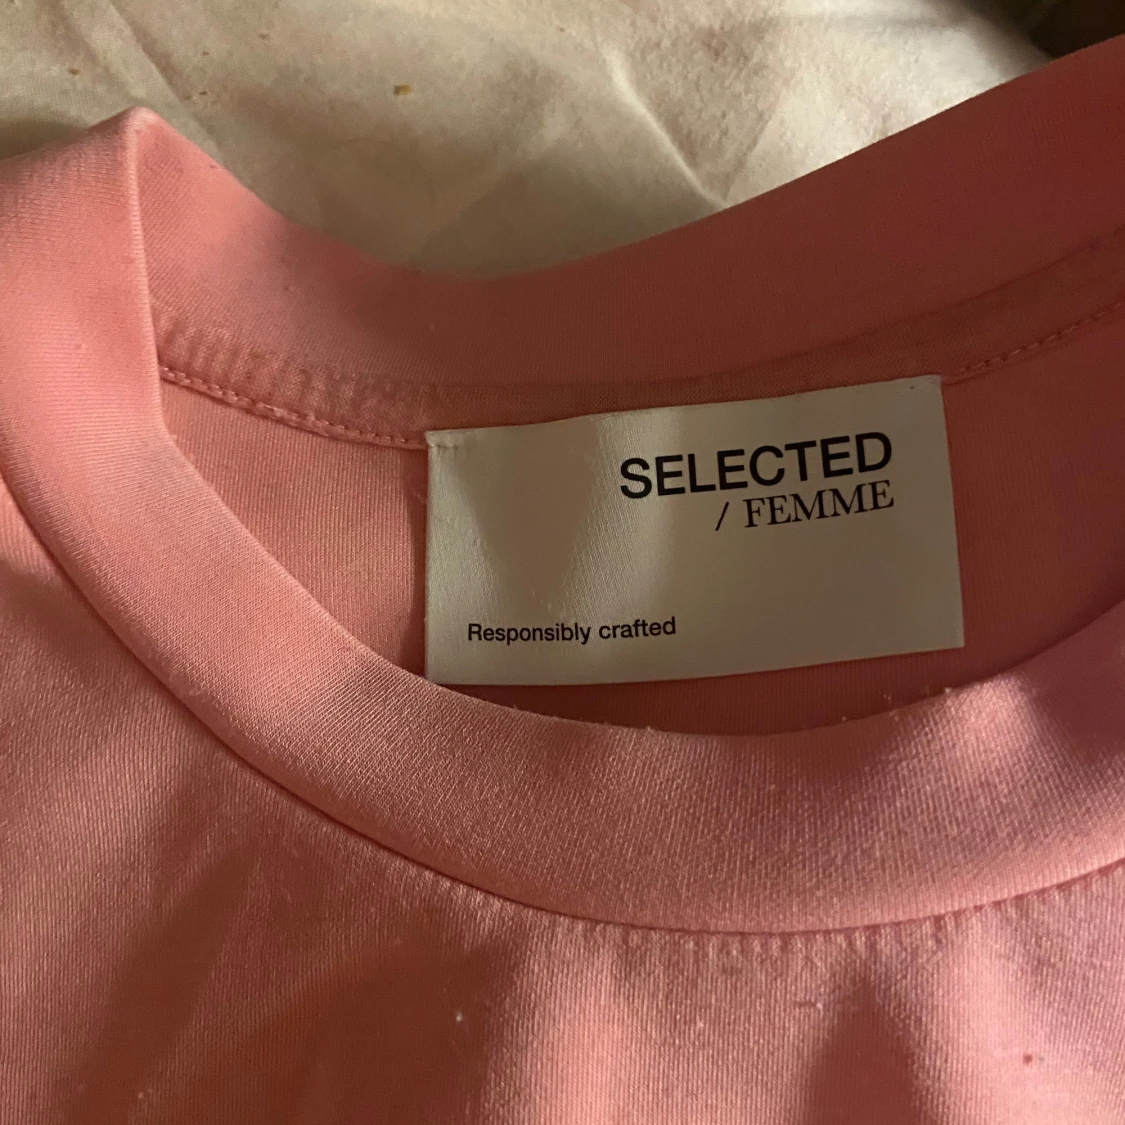 SELECTED
/ FEMME
Responsibly crafted